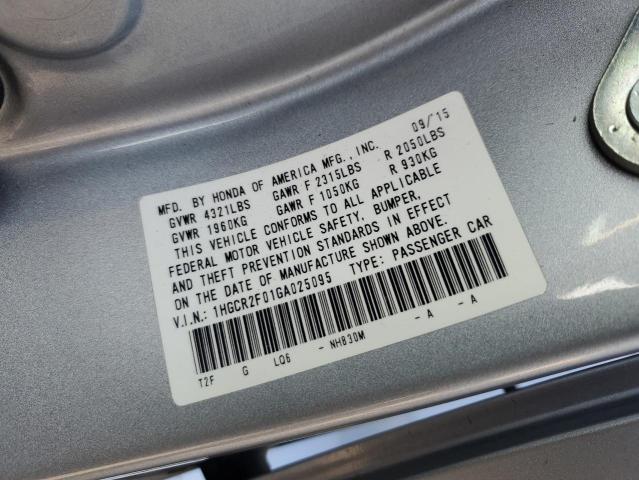 MFD. BY HONDA OF AMERICA MFG., INC. 09/'15
GVWR 4321LBS GAWR F 2315LBS R 2050LBS
GVWR 1960KG GAWR F 1050KG R 930KG
THIS VEHICLE CONFORMS TO ALL APPLICABLE
FEDERAL MOTOR VEHICLE SAFETY, BUMPER,
AND THEFT PREVENTION STANDARDS IN EFFECT
ON THE DATE OF MANUFACTURE SHOWN ABOVE.
V.I.N.: 1HGCR2F01GA025095 TYPE: PASSENGER CAR
T2F G L06 - NH830M - A - A